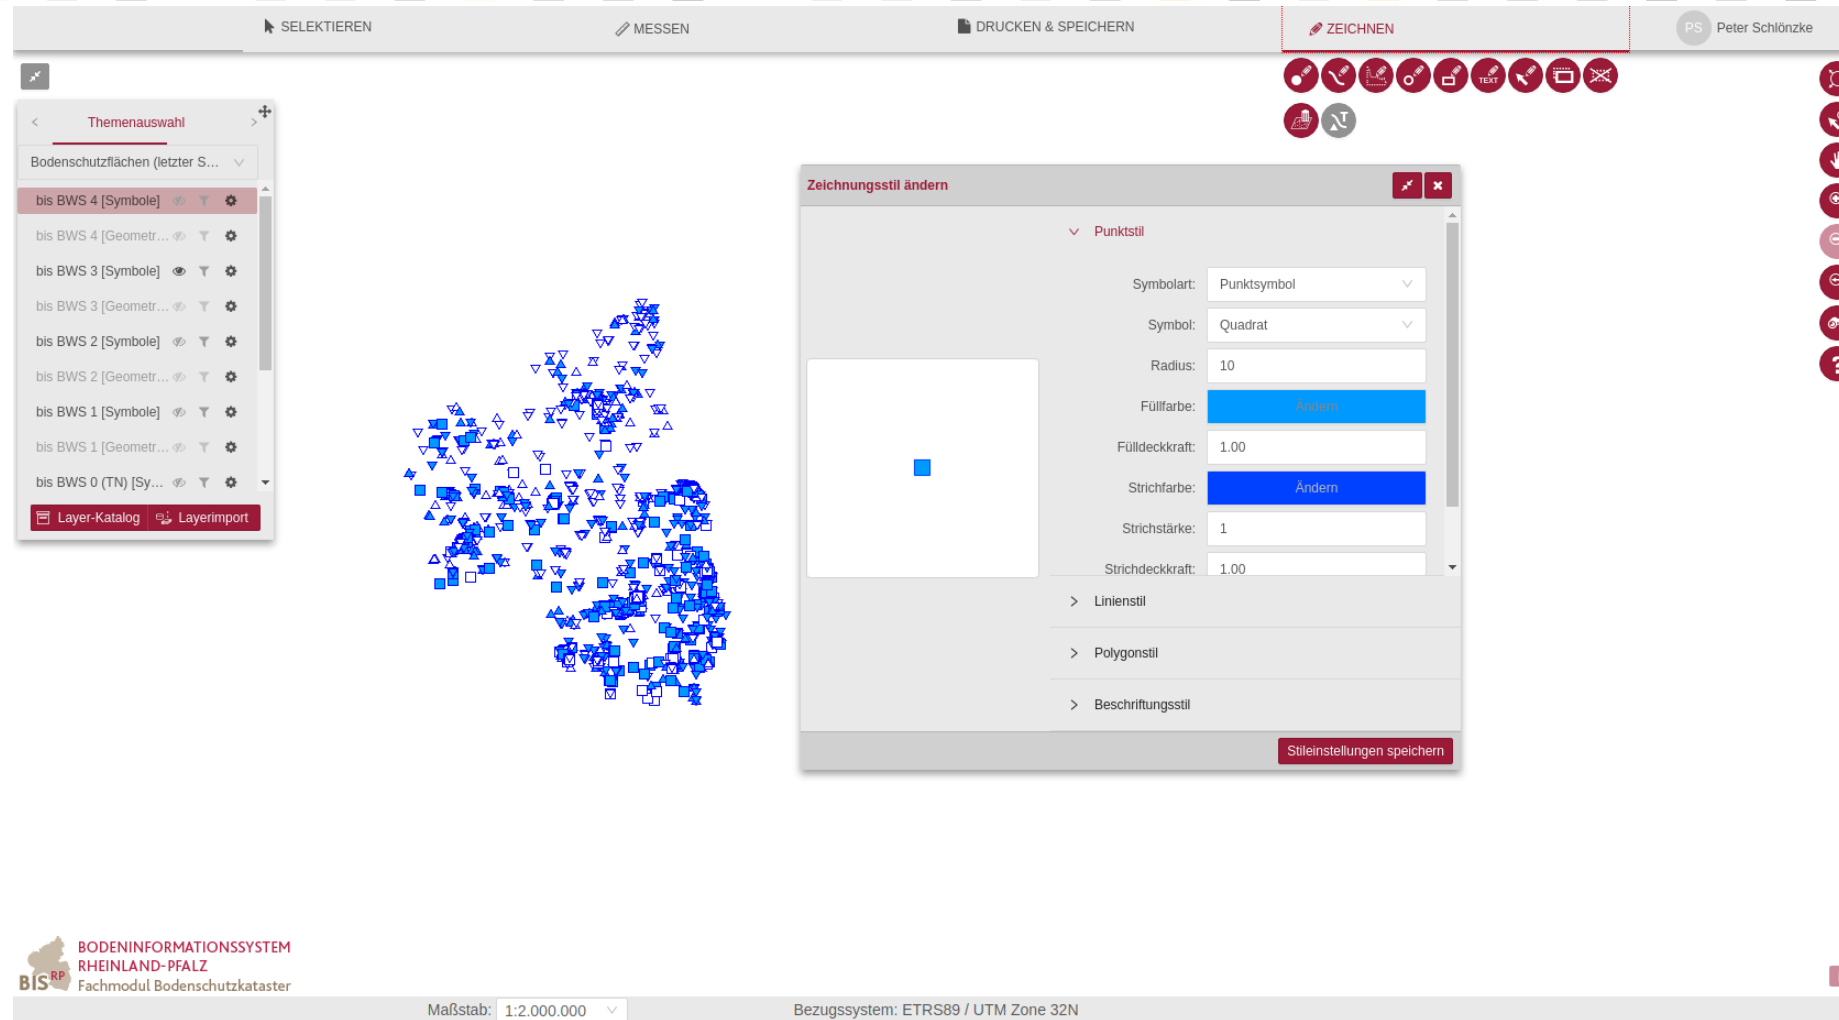 SELEKTIEREN
MESSEN
DRUCKEN & SPEICHERN
ZEICHNEN
PS
Peter Schlönzke
TEXT
Themenauswahl
Bodenschutzflächen (letzter S...
bis BWS 4 [Symbole]
bis BWS 4 [Geometr...
bis BWS 3 [Symbole]
bis BWS 3 [Geometr...
bis BWS 2 [Symbole]
bis BWS 2 [Geometr...
bis BWS 1 [Symbole]
bis BWS 1 [Geometr...
bis BWS 0 (TN) [Sy...
Layer-Katalog
Layerimport
Zeichnungsstil ändern
Punktstil
Symbolart: Punktsymbol
Symbol: Quadrat
Radius: 10
Füllfarbe: Ändern
Fülldeckkraft: 1.00
Strichfarbe: Ändern
Strichstärke: 1
Strichdeckkraft: 1.00
Linienstil
Polygonstil
Beschriftungsstil
Stileinstellungen speichern
BODENINFORMATIONSSYSTEM
RHEINLAND-PFALZ
BIS RP
Fachmodul Bodenschutzkataster
Maßstab: 1:2.000.000
Bezugssystem: ETRS89 / UTM Zone 32N